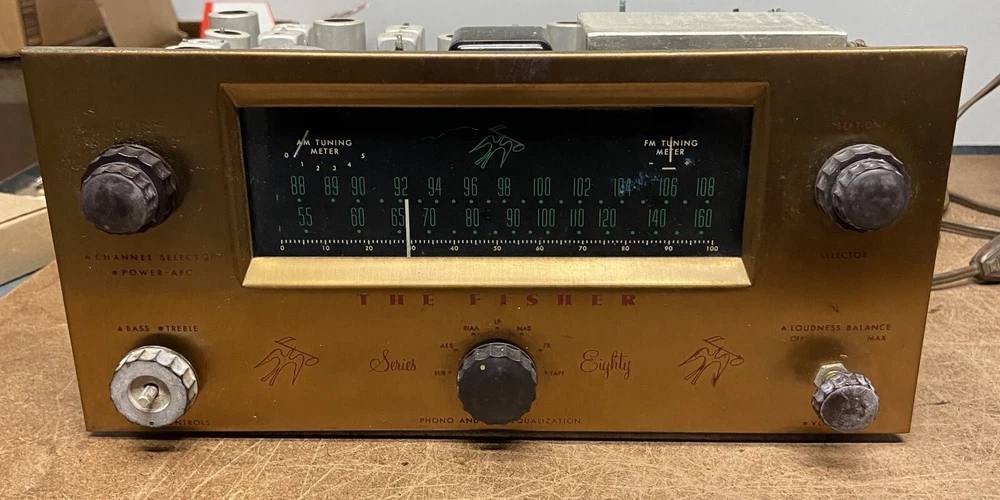 AM TUNING
METER
0 1 2 3 4 5
FM TUNING
METER
88 89 90 92 94 96 98 100 102 104 106 108
55 60 65 70 80 90 100 110 120 140 160
0 10 20 30 40 50 60 70 80 90 100
CHANNEL SELECTO
POWER-AFC
SELECTOR
THE FISHER
BASS TREBLE
AES RIAA LP NAB
Series
Eighty
PHONO AND EQUALIZATION
LOUDNESS BALANCE
MAX